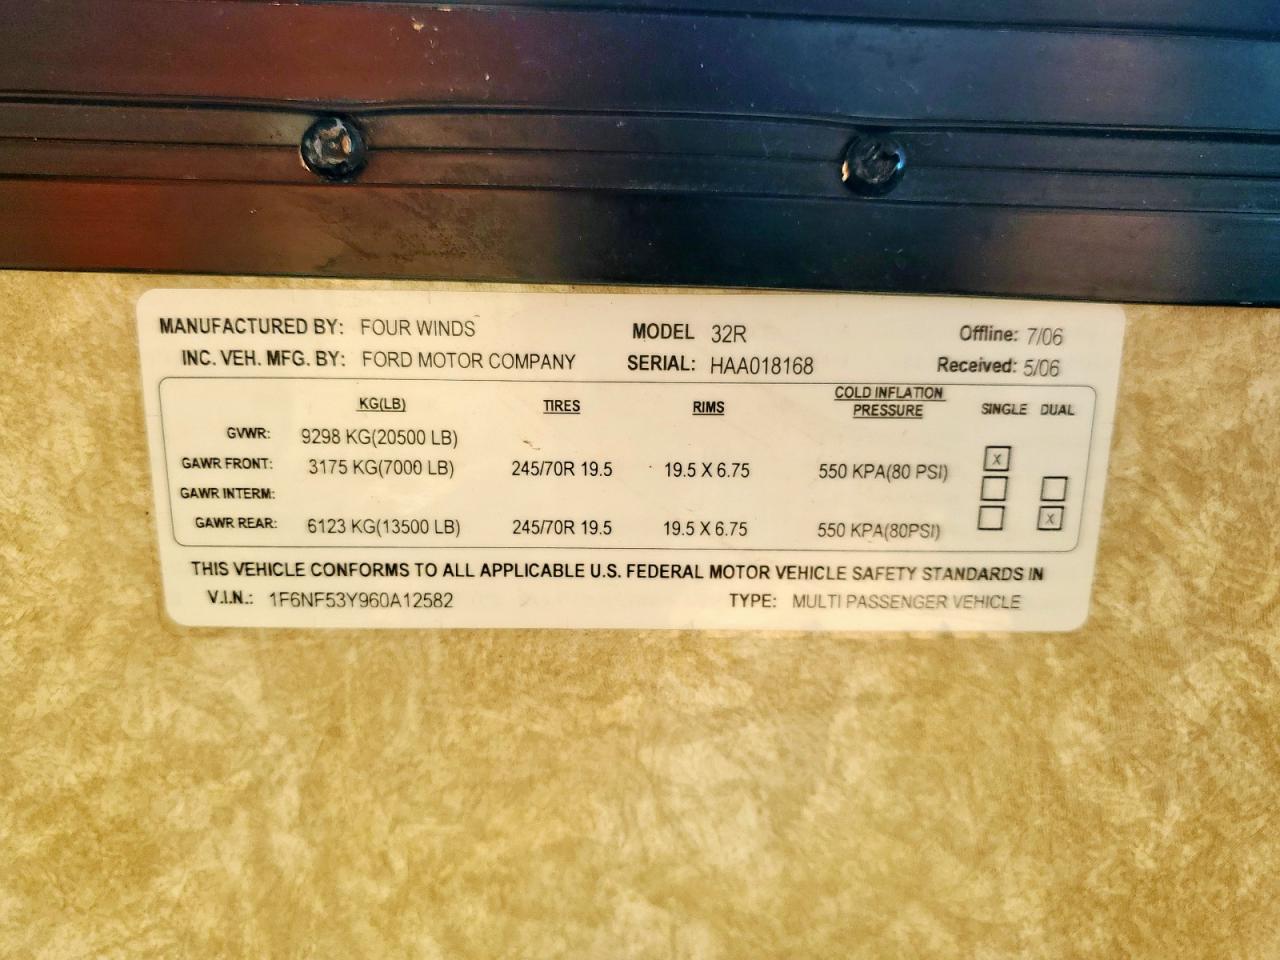 MANUFACTURED BY: FOUR WINDS MODEL 32R Offline: 7/06
INC. VEH. MFG. BY: FORD MOTOR COMPANY SERIAL: HAA018168 Received: 5/06
KG(LB) TIRES RIMS COLD INFLATION PRESSURE SINGLE DUAL
GVWR: 9298 KG(20500 LB)
GAWR FRONT: 3175 KG(7000 LB) 245/70R 19.5 19.5 X 6.75 550 KPA(80 PSI) X
GAWR INTERM:
GAWR REAR: 6123 KG(13500 LB) 245/70R 19.5 19.5 X 6.75 550 KPA(80PSI) X
THIS VEHICLE CONFORMS TO ALL APPLICABLE U.S. FEDERAL MOTOR VEHICLE SAFETY STANDARDS IN
V.I.N.: 1F6NF53Y960A12582 TYPE: MULTI PASSENGER VEHICLE